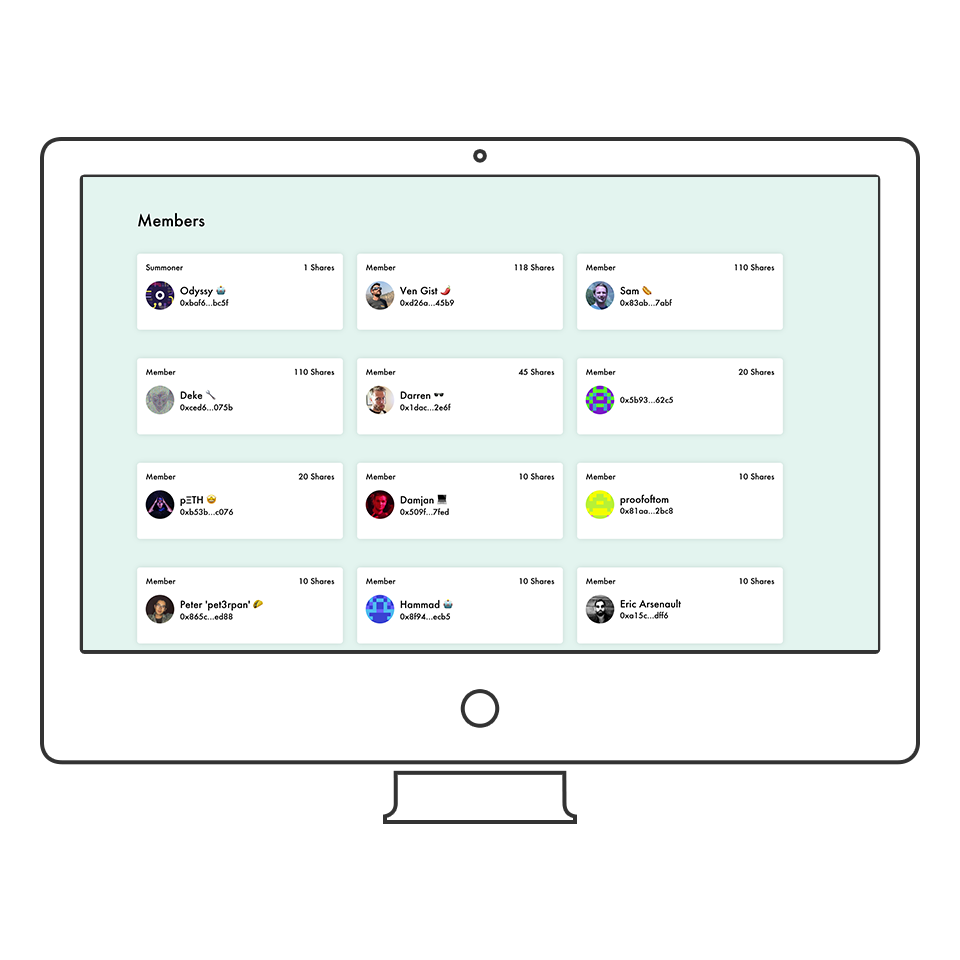 Members
Summoner 1 Shares
Odyssy 🤖
0xbaf6...bc5f
Member 118 Shares
Ven Gist 🌶️
0xd26a...45b9
Member 110 Shares
Sam 🌭
0x83ab...7abf
Member 110 Shares
Deke 🔧
0xced6...075b
Member 45 Shares
Darren 🕶️
0x1dac...2e6f
Member 20 Shares
0x5b93...62c5
Member 20 Shares
pΞTH 🤩
0xb53b...c076
Member 10 Shares
Damjan 💻
0x509f...7fed
Member 10 Shares
proofoftom
0x81aa...2bc8
Member 10 Shares
Peter 'pet3rpan' 🌮
0x865c...ed88
Member 10 Shares
Hammad 🤖
0x8f94...ecb5
Member 10 Shares
Eric Arsenault
0xa15c...dff6